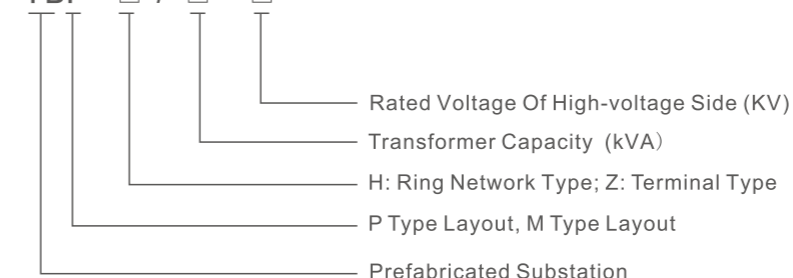 Rated Voltage Of High-voltage Side (KV)
Transformer Capacity (kVA）
H: Ring Network Type; Z: Terminal Type
P Type Layout, M Type Layout
Prefabricated Substation